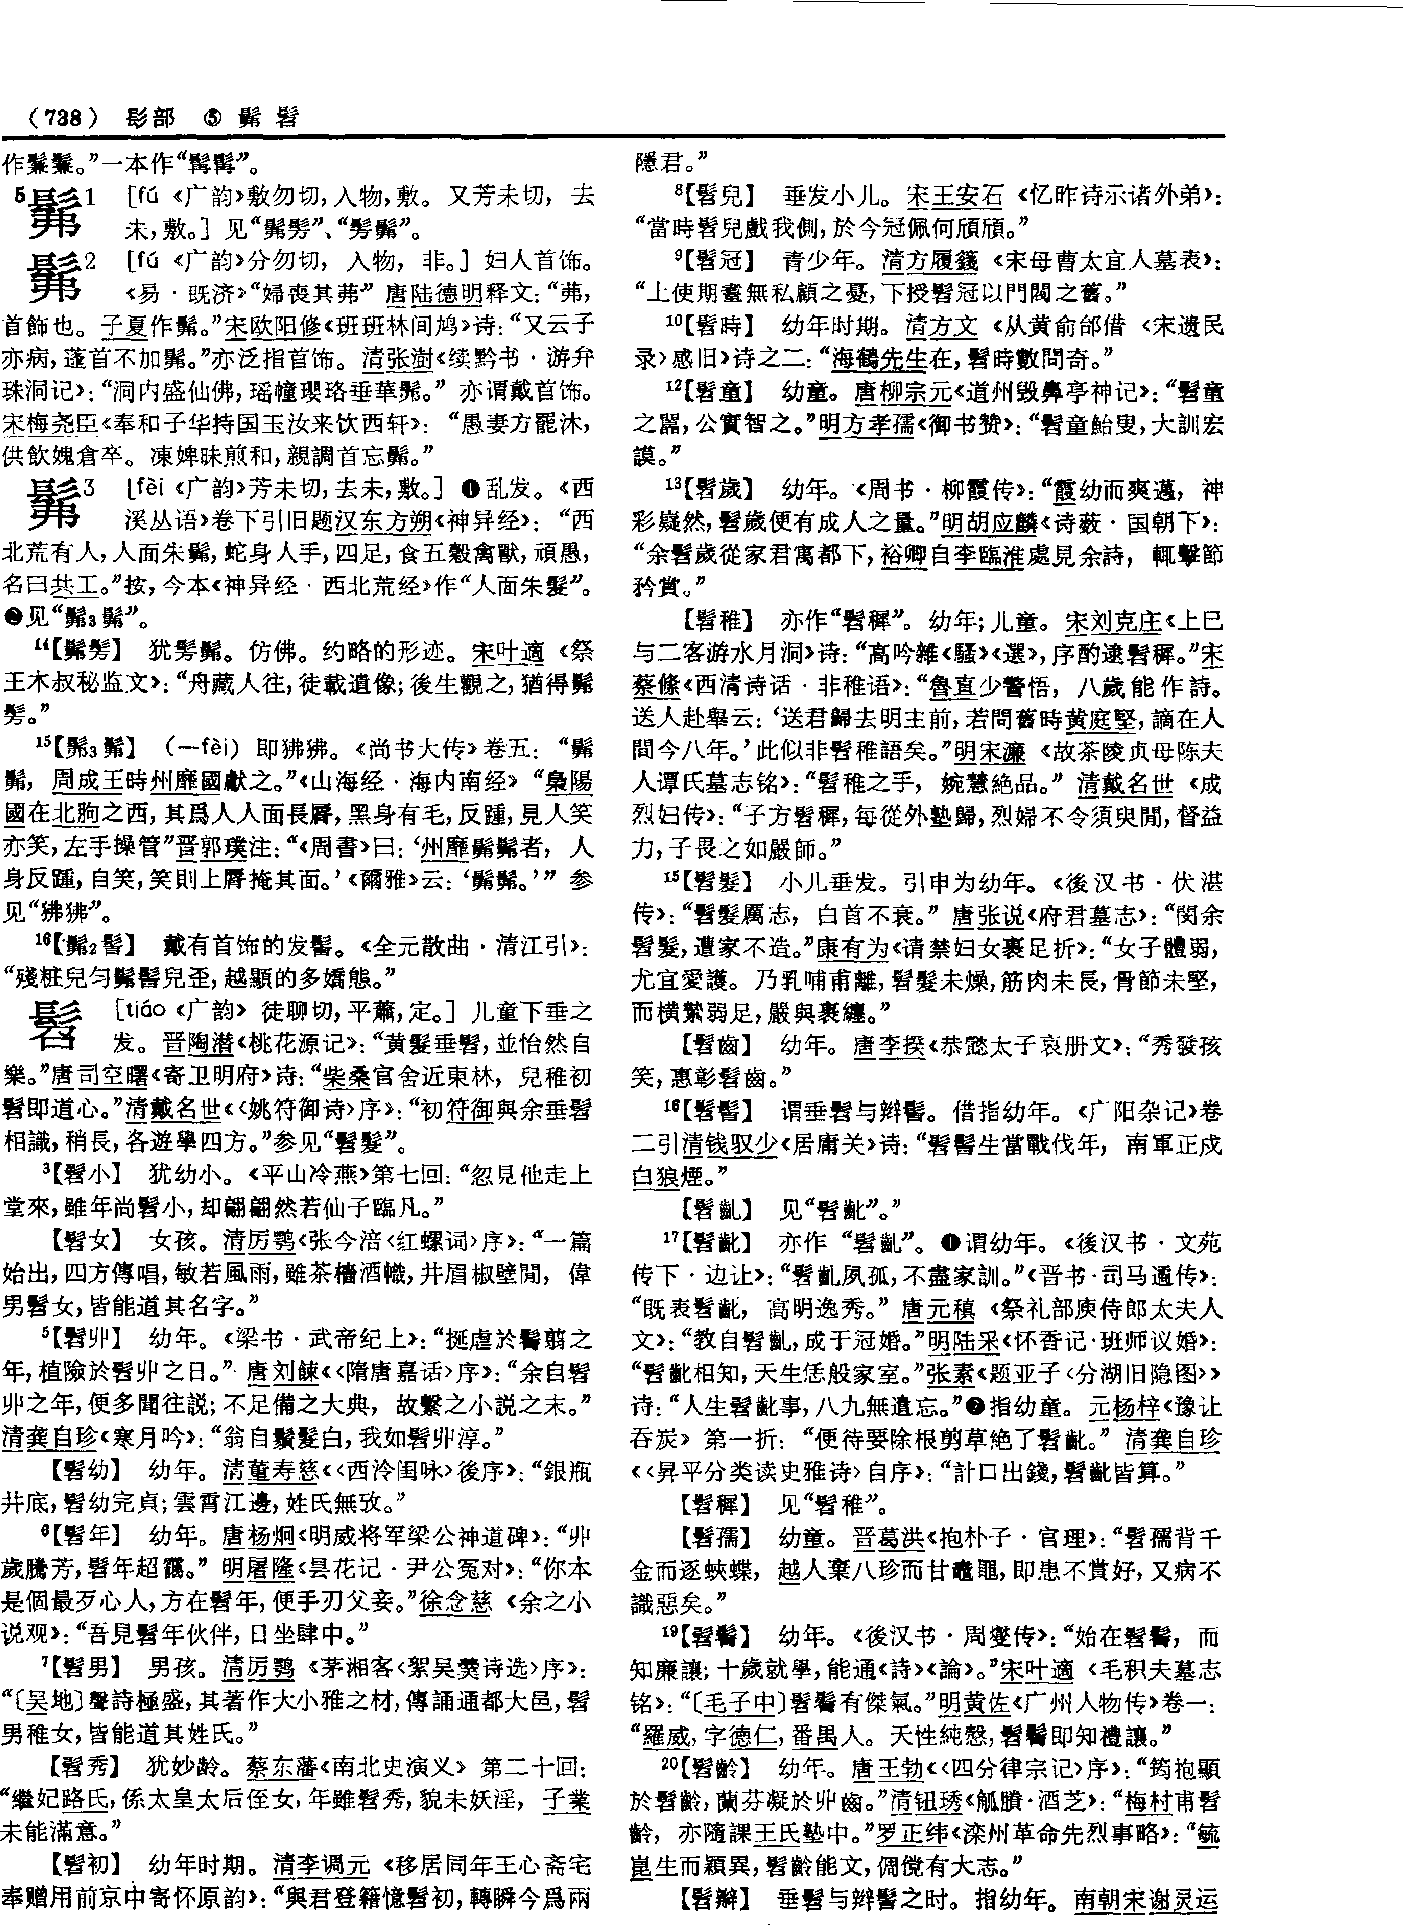 （738） 髟部 ⑤ 髴 髫
作鬕鬕。”一本作“髯髯”。
5髴1 [fú《广韵》敷勿切，入物，敷。又芳未切，去
未，敷。]见“髴髣”、“髣髴”。
髴2 [fú《广韵》分勿切，入物，非。]妇人首饰。
《易·既济》“婦喪其茀”唐陆德明释文：“茀，
首飾也。子夏作髴。”宋欧阳修《班班林间鸠》诗：“又云子
亦病，蓬首不加髴。”亦泛指首饰。清张澍《续黔书·游弁
珠洞记》：“洞内盛仙佛，瑶幢璎珞垂華髴。”亦谓戴首饰。
宋梅尧臣《奉和子华持国玉汝来饮西轩》：“愚妻方罷沐，
供飲媿倉卒。凍婢昧煎和，親調首忘髴。”
髴3 [fèi《广韵》芳未切，去未，敷。]❶乱发。《西
溪丛语》卷下引旧题汉东方朔《神异经》：“西
北荒有人，人面朱髴，蛇身人手，四足，食五穀禽獸，頑愚，
名曰共工。”按，今本《神异经·西北荒经》作“人面朱髮”。
❷见“髴3髴”。
14【髴髣】 犹髣髴。仿佛。约略的形迹。宋叶適《祭
王木叔秘监文》：“舟藏人往，徒載遺像；後生觀之，猶得髴
髣。”
15【髴3髴】 （－fèi）即狒狒。《尚书大传》卷五：“髴
髴，周成王時州靡國獻之。”《山海经·海内南经》“梟陽
國在北朐之西，其爲人人面長脣，黑身有毛，反踵，見人笑
亦笑，左手操管”晋郭璞注：“《周書》曰：‘州靡髴髴者，人
身反踵，自笑，笑則上脣掩其面。’《爾雅》云：‘髴髴。’”参
见“狒狒”。
16【髴2髻】 戴有首饰的发髻。《全元散曲·清江引》：
“殘粧兒勻髴髻兒歪，越顯的多嬌態。”
髫 [tiáo《广韵》徒聊切，平蕭，定。]儿童下垂之
发。晋陶潜《桃花源记》：“黄髮垂髫，並怡然自
樂。”唐司空曙《寄卫明府》诗：“柴桑官舍近東林，兒稚初
髫即道心。”清戴名世《〈姚符御诗〉序》：“初符御與余垂髫
相識，稍長，各遊學四方。”参见“髫髮”。
3【髫小】 犹幼小。《平山冷燕》第七回：“忽見他走上
堂來，雖年尚髫小，却翩翩然若仙子臨凡。”
【髫女】 女孩。清厉鹗《张今涪〈红螺词〉序》：“一篇
始出，四方傳唱，敏若風雨，雖茶檣酒幟，井眉椒壁間，偉
男髫女，皆能道其名字。”
5【髫丱】 幼年。《梁书·武帝纪上》：“挻虐於髫翦之
年，植險於髫丱之日。”唐刘餗《〈隋唐嘉话〉序》：“余自髫
丱之年，便多聞往説；不足備之大典，故繫之小説之末。”
清龚自珍《寒月吟》：“翁自鬢髮白，我如髫丱淳。”
【髫幼】 幼年。清董寿慈《〈西泠闺咏〉後序》：“銀瓶
井底，髫幼完貞；雲霄江邊，姓氏無攷。”
6【髫年】 幼年。唐杨炯《明威将军梁公神道碑》：“丱
歲騰芳，髫年超靄。”明屠隆《昙花记·尹公冤对》：“你本
是個最歹心人，方在髫年，便手刃父妾。”徐念慈《余之小
说观》：“吾見髫年伙伴，日坐肆中。”
7【髫男】 男孩。清厉鹗《茅湘客〈絮吴羹诗选〉序》：
“〔吴地〕聲詩極盛，其著作大小雅之材，傳誦通都大邑，髫
男稚女，皆能道其姓氏。”
【髫秀】 犹妙龄。蔡东藩《南北史演义》第二十回：
“繼妃路氏，係太皇太后侄女，年雖髫秀，貌未妖淫，子業
未能滿意。”
【髫初】 幼年时期。清李调元《移居同年王心斋宅
奉赠用前京中寄怀原韵》：“與君登籍憶髫初，轉瞬今爲兩
隱君。”
8【髫兒】 垂发小儿。宋王安石《忆昨诗示诸外弟》：
“當時髫兒戲我側，於今冠佩何頎頎。”
9【髫冠】 青少年。清方履籛《宋母曹太宜人墓表》：
“上使期耋無私顧之憂，下授髫冠以門閥之舊。”
10【髫時】 幼年时期。清方文《从黄俞邰借〈宋遗民
录〉感旧》诗之二：“海鶴先生在，髫時數問奇。”
12【髫童】 幼童。唐柳宗元《道州毁鼻亭神记》：“髫童
之嚚，公實智之。”明方孝孺《御书赞》：“髫童鮐叟，大訓宏
謨。”
13【髫歲】 幼年。《周书·柳霞传》：“霞幼而爽邁，神
彩嶷然，髫歲便有成人之量。”明胡应麟《诗薮·国朝下》：
“余髫歲從家君寓都下，裕卿自李臨淮處見余詩，輒擊節
矜賞。”
【髫稚】 亦作“髫穉”。幼年；儿童。宋刘克庄《上巳
与二客游水月洞》诗：“高吟雜《騷》《選》，序酌逮髫穉。”宋
蔡絛《西清诗话·非稚语》：“魯直少警悟，八歲能作詩。
送人赴舉云：‘送君歸去明主前，若問舊時黄庭堅，謫在人
間今八年。’此似非髫稚語矣。”明宋濂《故茶陵贞母陈夫
人谭氏墓志铭》：“髫稚之手，婉慧絶品。”清戴名世《成
烈妇传》：“子方髫穉，每從外塾歸，烈婦不令須臾閒，督益
力，子畏之如嚴師。”
15【髫髮】 小儿垂发。引申为幼年。《後汉书·伏湛
传》：“髫髮厲志，白首不衰。”唐张说《府君墓志》：“閔余
髫髮，遭家不造。”康有为《请禁妇女裹足折》：“女子體弱，
尤宜愛護。乃乳哺甫離，髫髮未燥，筋肉未長，骨節未堅，
而横縶弱足，嚴與裹纏。”
【髫齒】 幼年。唐李揆《恭懿太子哀册文》：“秀發孩
笑，惠彰髫齒。”
16【髫髻】 谓垂髫与辫髻。借指幼年。《广阳杂记》卷
二引清钱驭少《居庸关》诗：“髫髻生當戰伐年，南軍正戍
白狼煙。”
【髫亂】 见“髫齔”。”
17【髫齔】 亦作“髫亂”。❶谓幼年。《後汉书·文苑
传下·边让》：“髫亂夙孤，不盡家訓。”《晋书·司马遹传》：
“既表髫齔，高明逸秀。”唐元稹《祭礼部庾侍郎太夫人
文》：“教自髫亂，成于冠婚。”明陆采《怀香记·班师议婚》：
“髫齔相知，天生恁般家室。”张素《题亚子〈分湖旧隐图〉》
诗：“人生髫齔事，八九無遺忘。”❷指幼童。元杨梓《豫让
吞炭》第一折：“便待要除根剪草絶了髫齔。”清龚自珍
《〈昇平分类读史雅诗〉自序》：“計口出錢，髫齔皆算。”
【髫穉】 见“髫稚”。
【髫孺】 幼童。晋葛洪《抱朴子·官理》：“髫孺背千
金而逐蛺蝶，越人棄八珍而甘鼃黽，即患不賞好，又病不
識惡矣。”
19【髫鬌】 幼年。《後汉书·周燮传》：“始在髫鬌，而
知廉讓；十歲就學，能通《詩》《論》。”宋叶適《毛积夫墓志
铭》：“〔毛子中〕髫鬌有傑氣。”明黄佐《广州人物传》卷一：
“羅威，字德仁，番禺人。天性純慤，髫鬌即知禮讓。”
20【髫齡】 幼年。唐王勃《〈四分律宗记〉序》：“筠抱顯
於髫齡，蘭芬凝於丱齒。”清钮琇《觚賸·酒芝》：“梅村甫髫
齡，亦隨課王氏塾中。”罗正纬《滦州革命先烈事略》：“毓
崑生而穎異，髫齡能文，倜儻有大志。”
【髫辮】 垂髫与辫髻之时。指幼年。南朝宋谢灵运